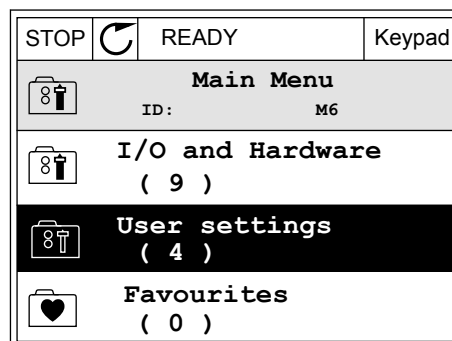 STOP READY Keypad
Main Menu
ID: M6
I/O and Hardware
( 9 )
User settings
( 4 )
Favourites
( 0 )